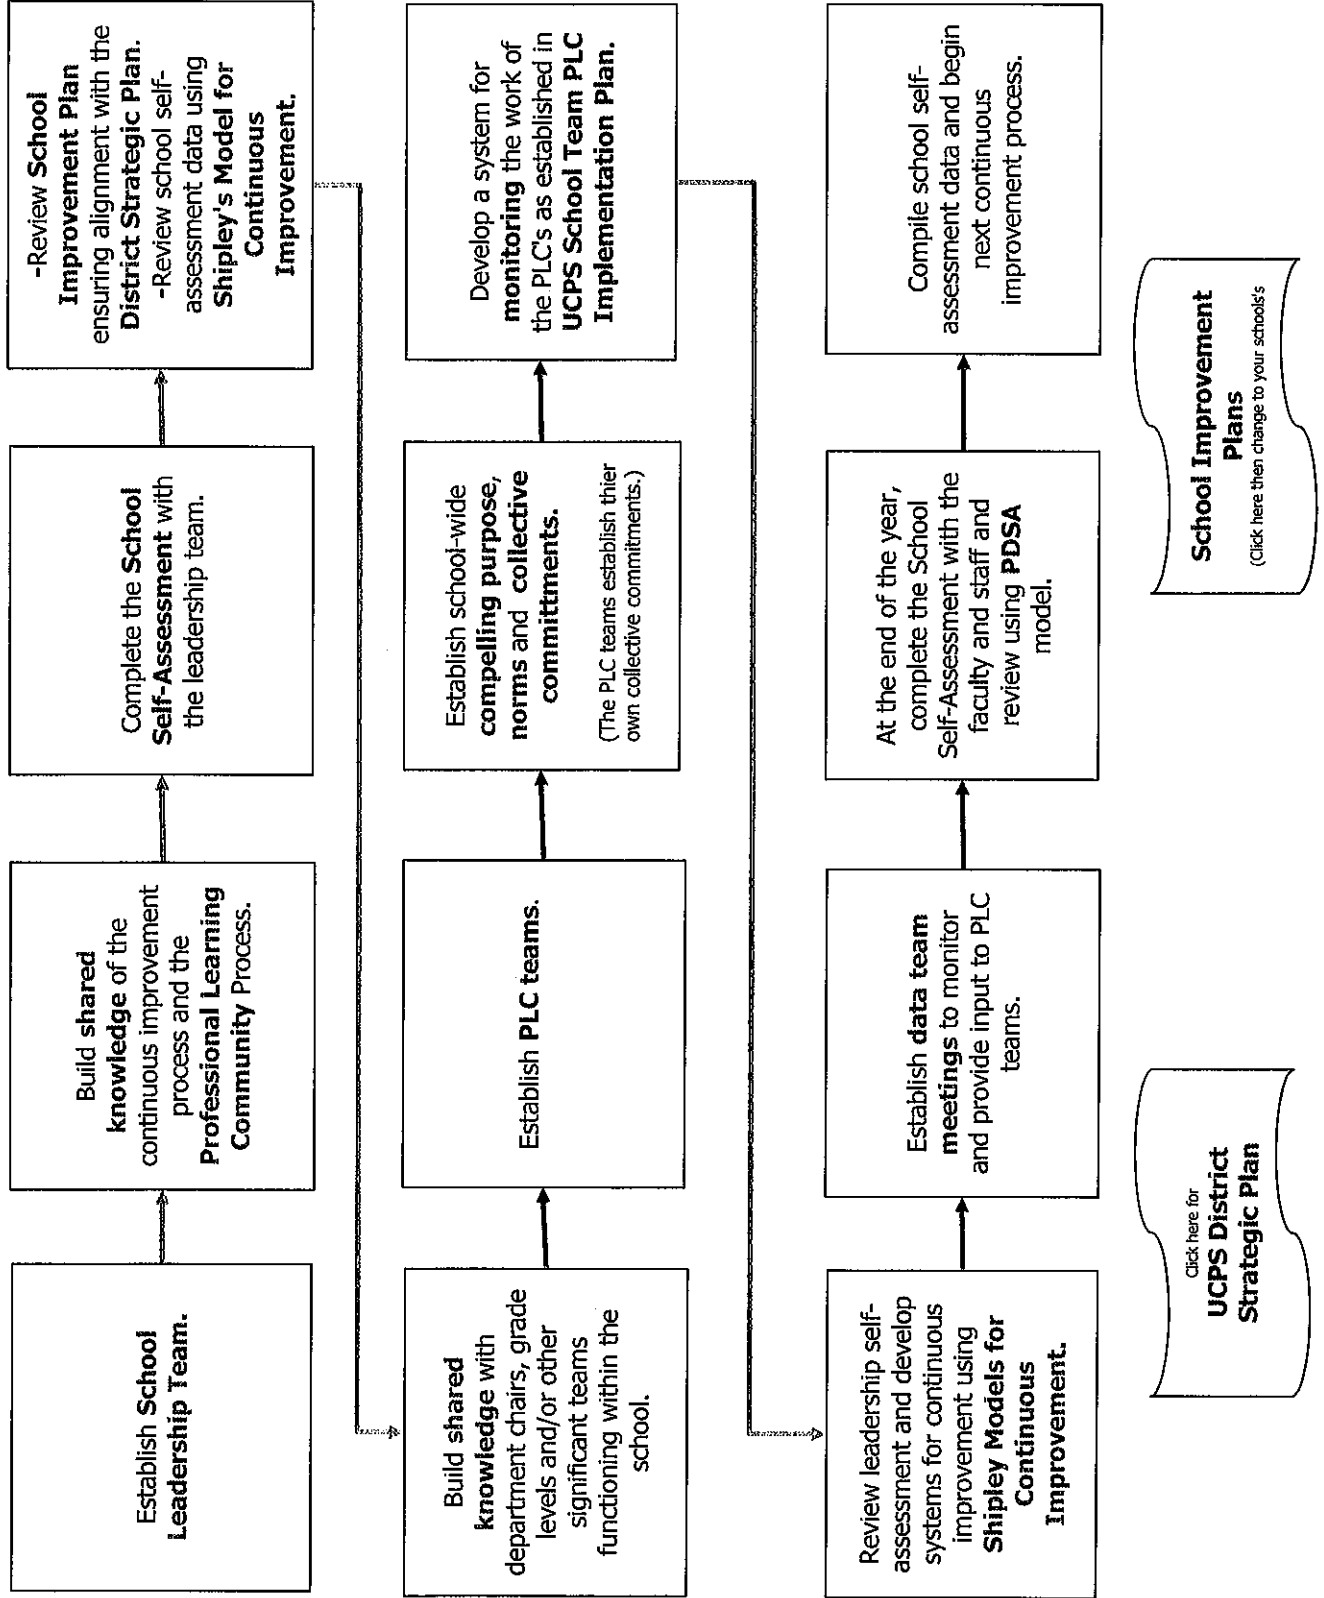 Establish School
Leadership Team.
Build shared
knowledge of the
continuous improvement
process and the
Professional Learning
Community Process.
Complete the School
Self-Assessment with
the leadership team.
-Review School
Improvement Plan
ensuring alignment with the
District Strategic Plan.
-Review school self-
assessment data using
Shipley's Model for
Continuous
Improvement.
Build shared
knowledge with
department chairs, grade
levels and/or other
significant teams
functioning within the
school.
Establish PLC teams.
Establish school-wide
compelling purpose,
norms and collective
committments.
(The PLC teams establish thier
own collective commitments.)
Develop a system for
monitoring the work of
the PLC's as established in
UCPS School Team PLC
Implementation Plan.
Review leadership self-
assessment and develop
systems for continuous
improvement using
Shipley Models for
Continuous
Improvement.
Establish data team
meetings to monitor
and provide input to PLC
teams.
At the end of the year,
complete the School
Self-Assessment with the
faculty and staff and
review using PDSA
model.
Compile school self-
assessment data and begin
next continuous
improvement process.
Click here for
UCPS District
Strategic Plan
School Improvement
Plans
(Click here then change to your schools's